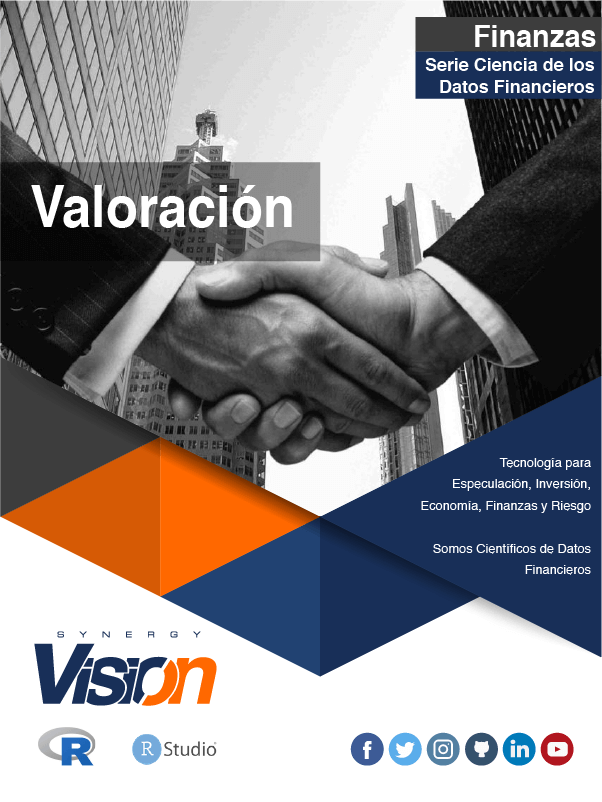 Finanzas
Serie Ciencia de los
Datos Financieros
Valoración
Tecnología para
Especulación, Inversión,
Economía, Finanzas y Riesgo
Somos Científicos de Datos
Financieros
SYNERGY
Vision
R
R Studio
f
in